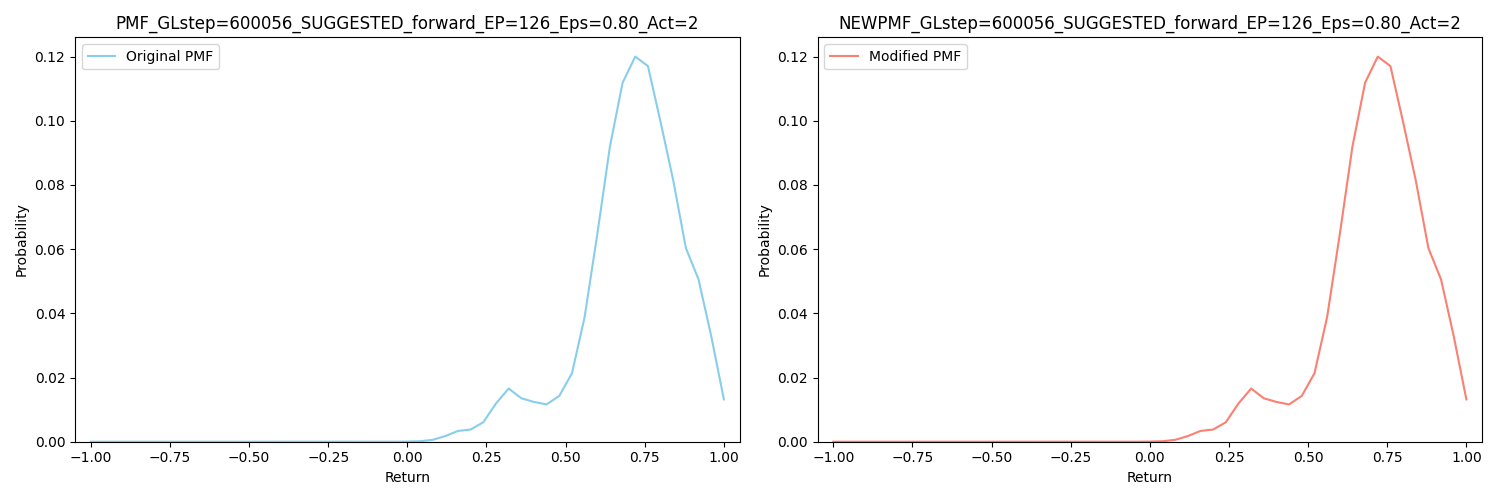 PMF_GLstep=600056_SUGGESTED_forward_EP=126_Eps=0.80_Act=2
Original PMF
Probability
0.12
0.10
0.08
0.06
0.04
0.02
0.00
−1.00 −0.75 −0.50 −0.25 0.00 0.25 0.50 0.75 1.00
Return
NEWPMF_GLstep=600056_SUGGESTED_forward_EP=126_Eps=0.80_Act=2
Modified PMF
Probability
0.12
0.10
0.08
0.06
0.04
0.02
0.00
−1.00 −0.75 −0.50 −0.25 0.00 0.25 0.50 0.75 1.00
Return